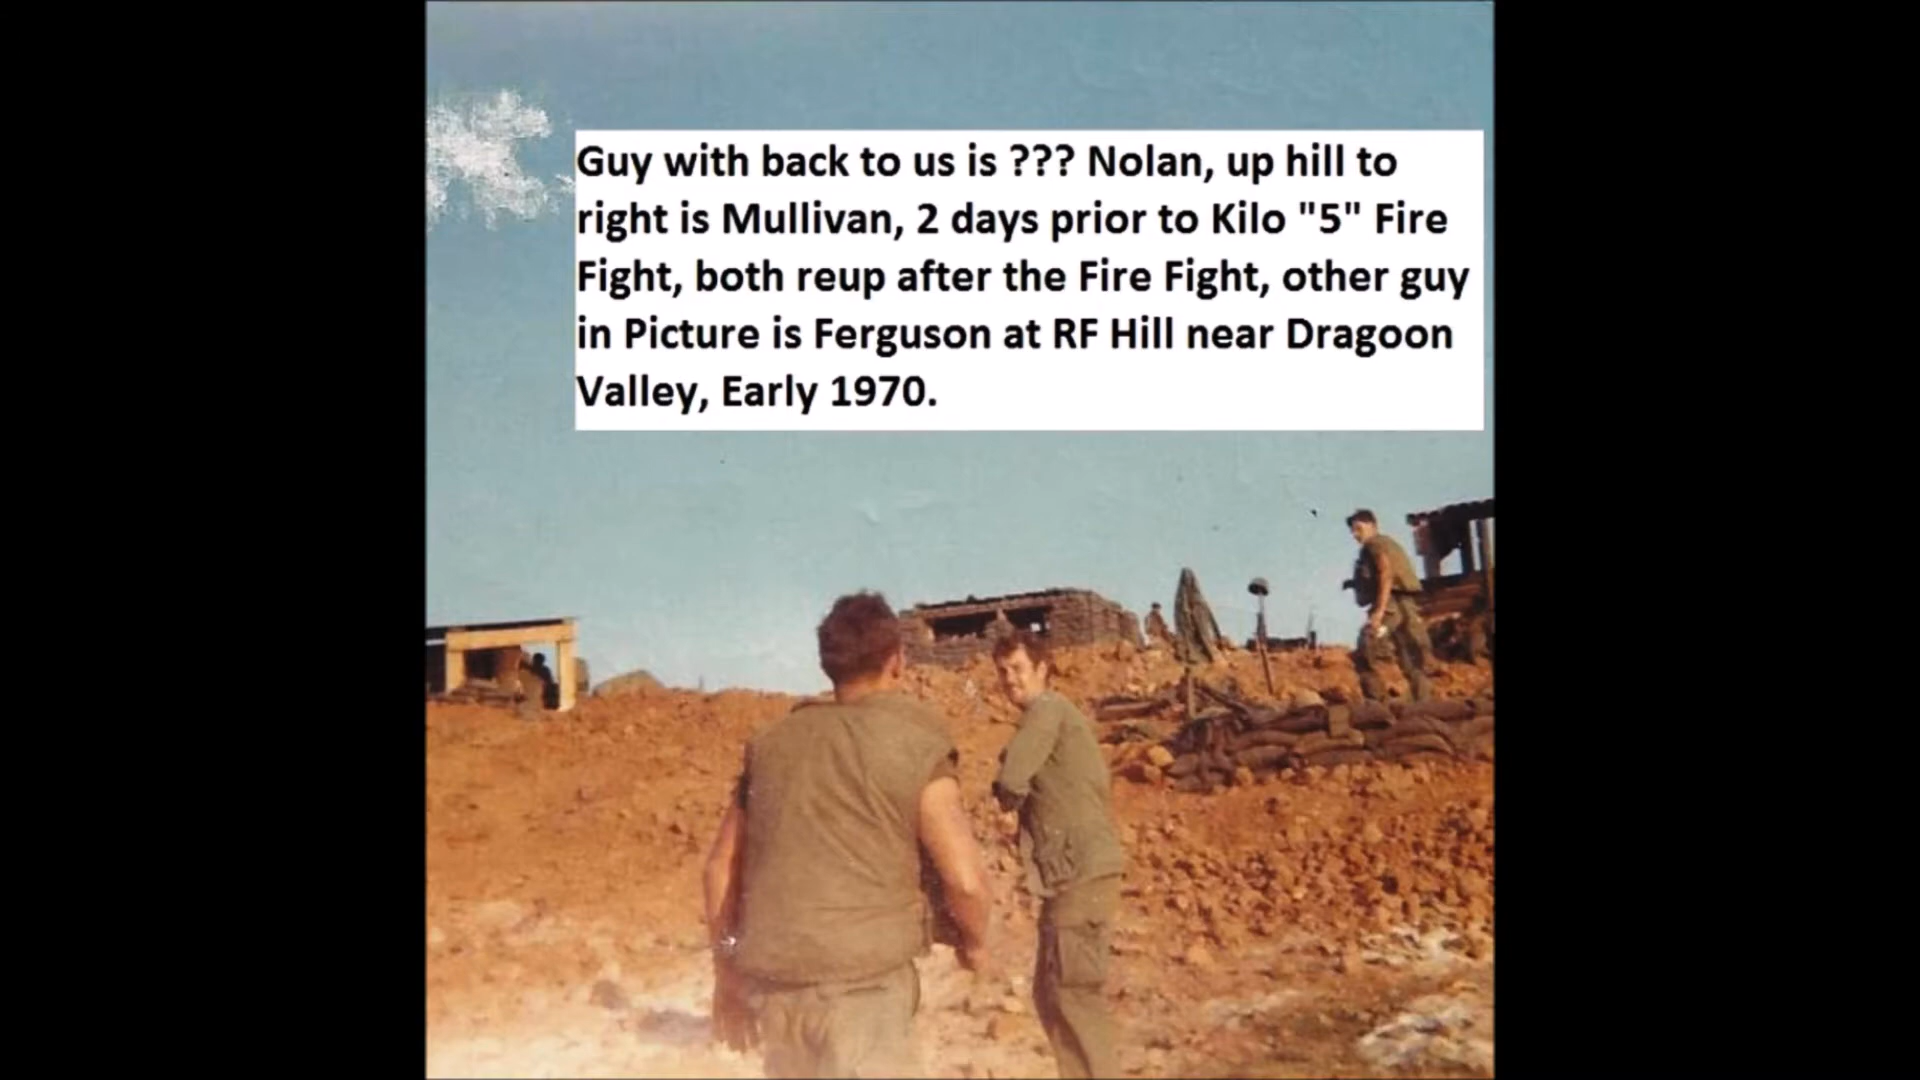 Guy with back to us is ??? Nolan, up hill to
right is Mullivan, 2 days prior to Kilo "5" Fire
Fight, both reup after the Fire Fight, other guy
in Picture is Ferguson at RF Hill near Dragoon
Valley, Early 1970.